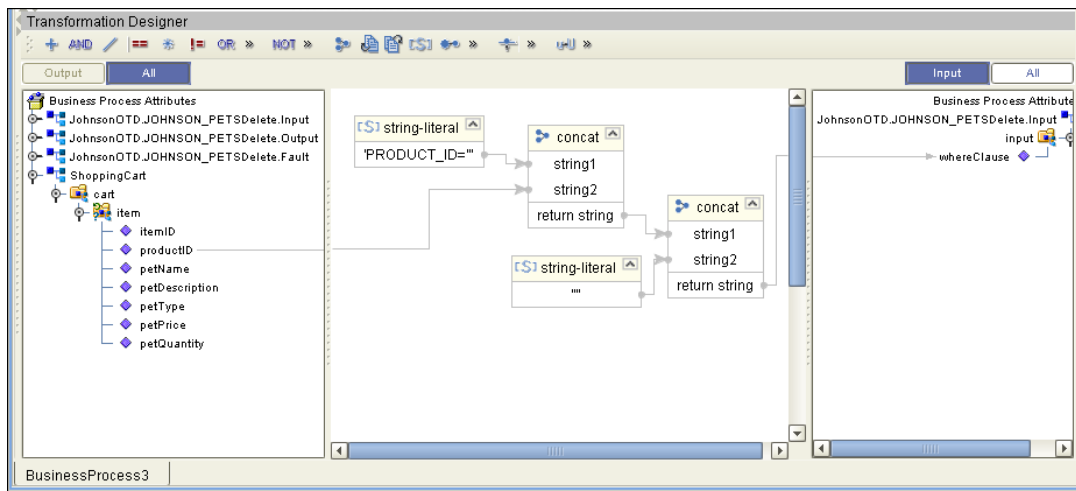 Transformation Designer
AND == != OR » NOT » [S] » » »
Output All Input All
Business Process Attributes
JohnsonOTD.JOHNSON_PETSDelete.Input
JohnsonOTD.JOHNSON_PETSDelete.Output
JohnsonOTD.JOHNSON_PETSDelete.Fault
ShoppingCart
cart
item
itemID
productID
petName
petDescription
petType
petPrice
petQuantity
[S] string-literal
'PRODUCT_ID='"
concat
string1
string2
return string
[S] string-literal
""
concat
string1
string2
return string
Business Process Attribute
JohnsonOTD.JOHNSON_PETSDelete.Input
input
whereClause
BusinessProcess3